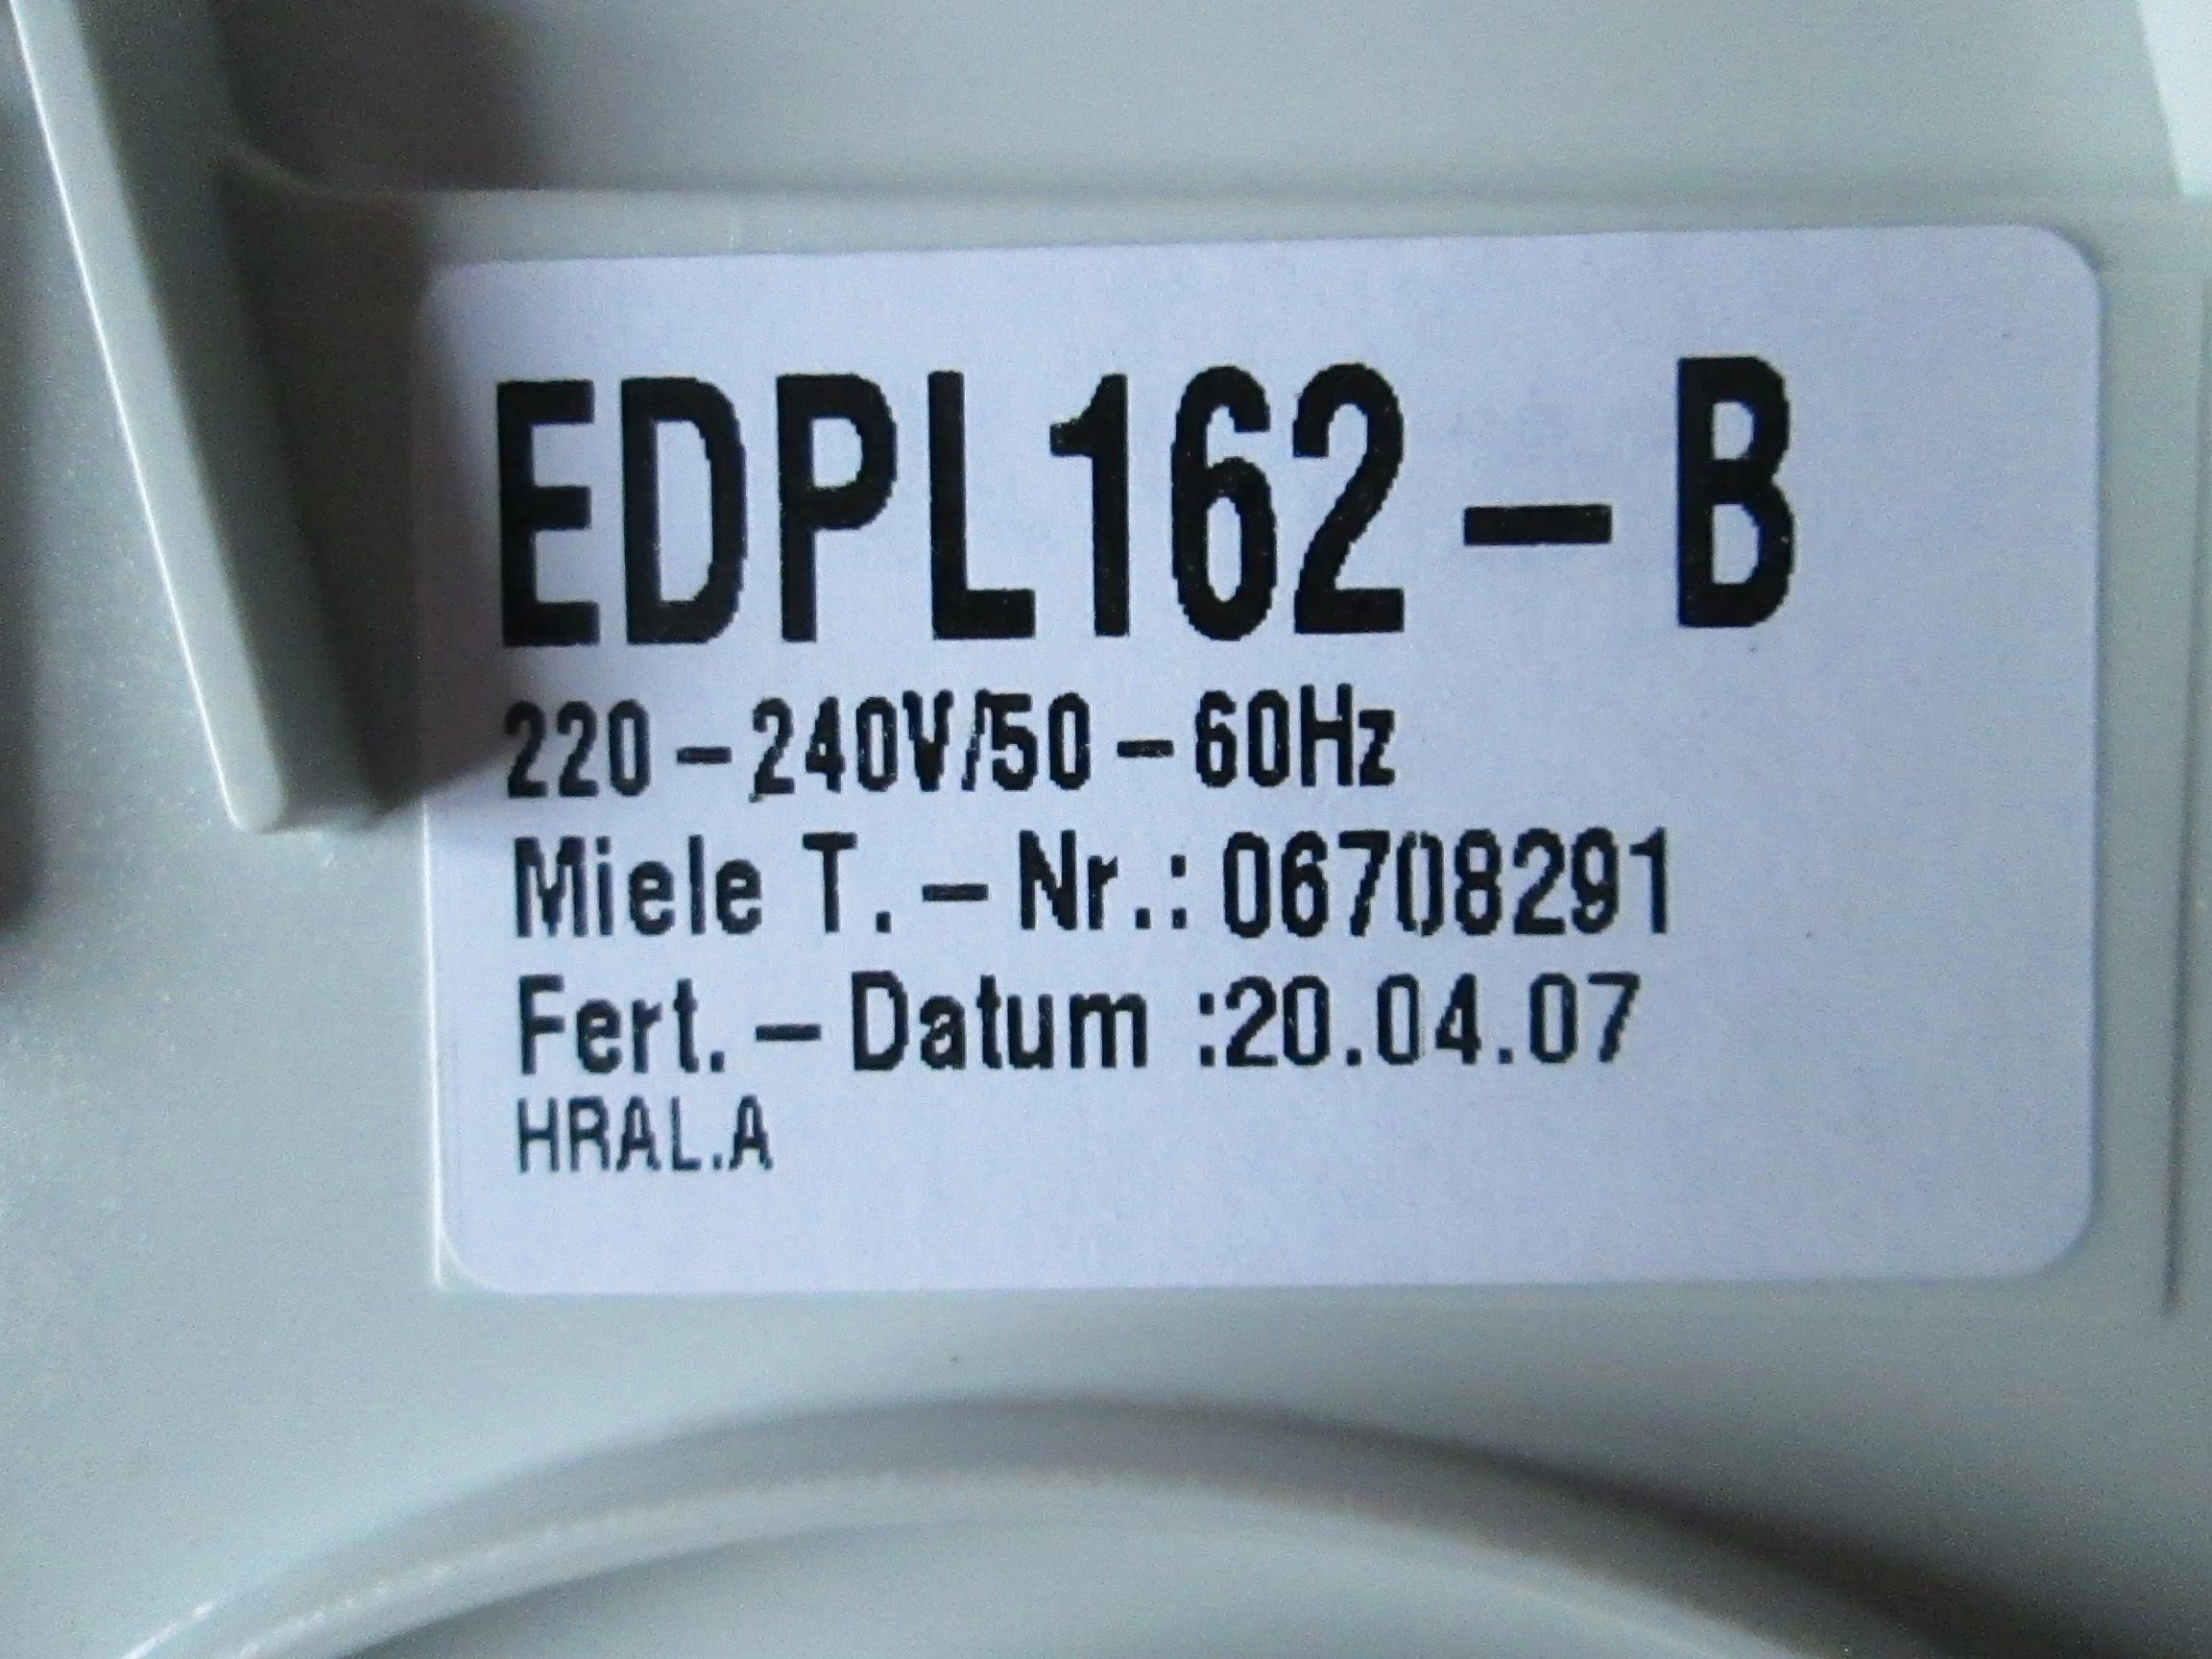 EDPL162-B
220-240V/50-60Hz
Miele T.-Nr.: 06708291
Fert.-Datum :20.04.07
HRAL.A